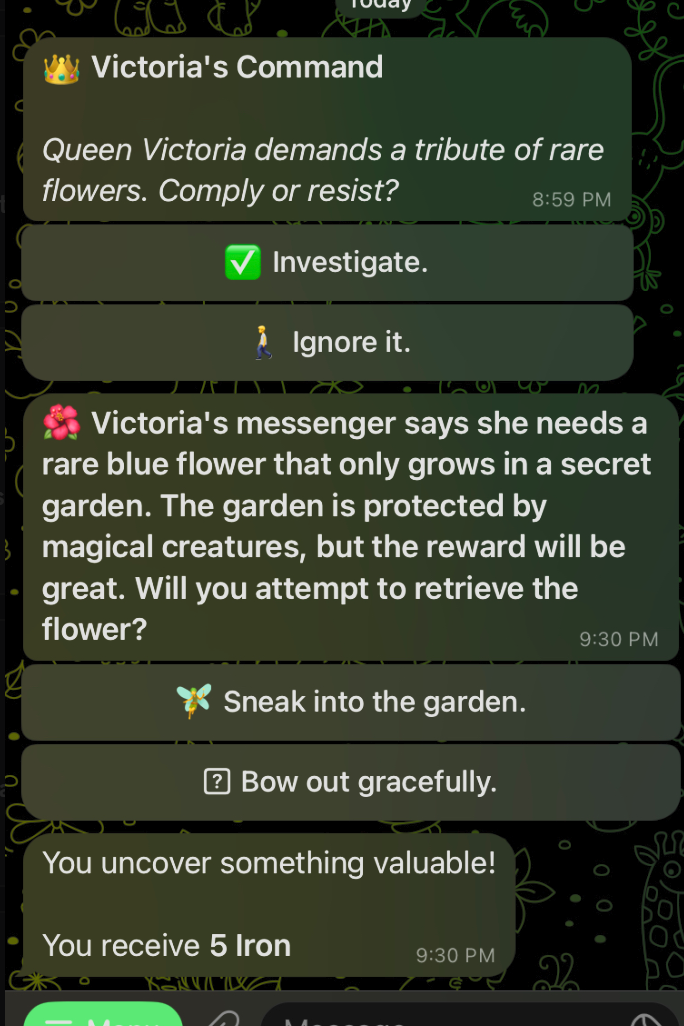 Today
👑 Victoria's Command
Queen Victoria demands a tribute of rare
flowers. Comply or resist?
8:59 PM
✅ Investigate.
🚶 Ignore it.
🌺 Victoria's messenger says she needs a
rare blue flower that only grows in a secret
garden. The garden is protected by
magical creatures, but the reward will be
great. Will you attempt to retrieve the
flower?
9:30 PM
🧚 Sneak into the garden.
? Bow out gracefully.
You uncover something valuable!
You receive 5 Iron
9:30 PM
Menu
Message